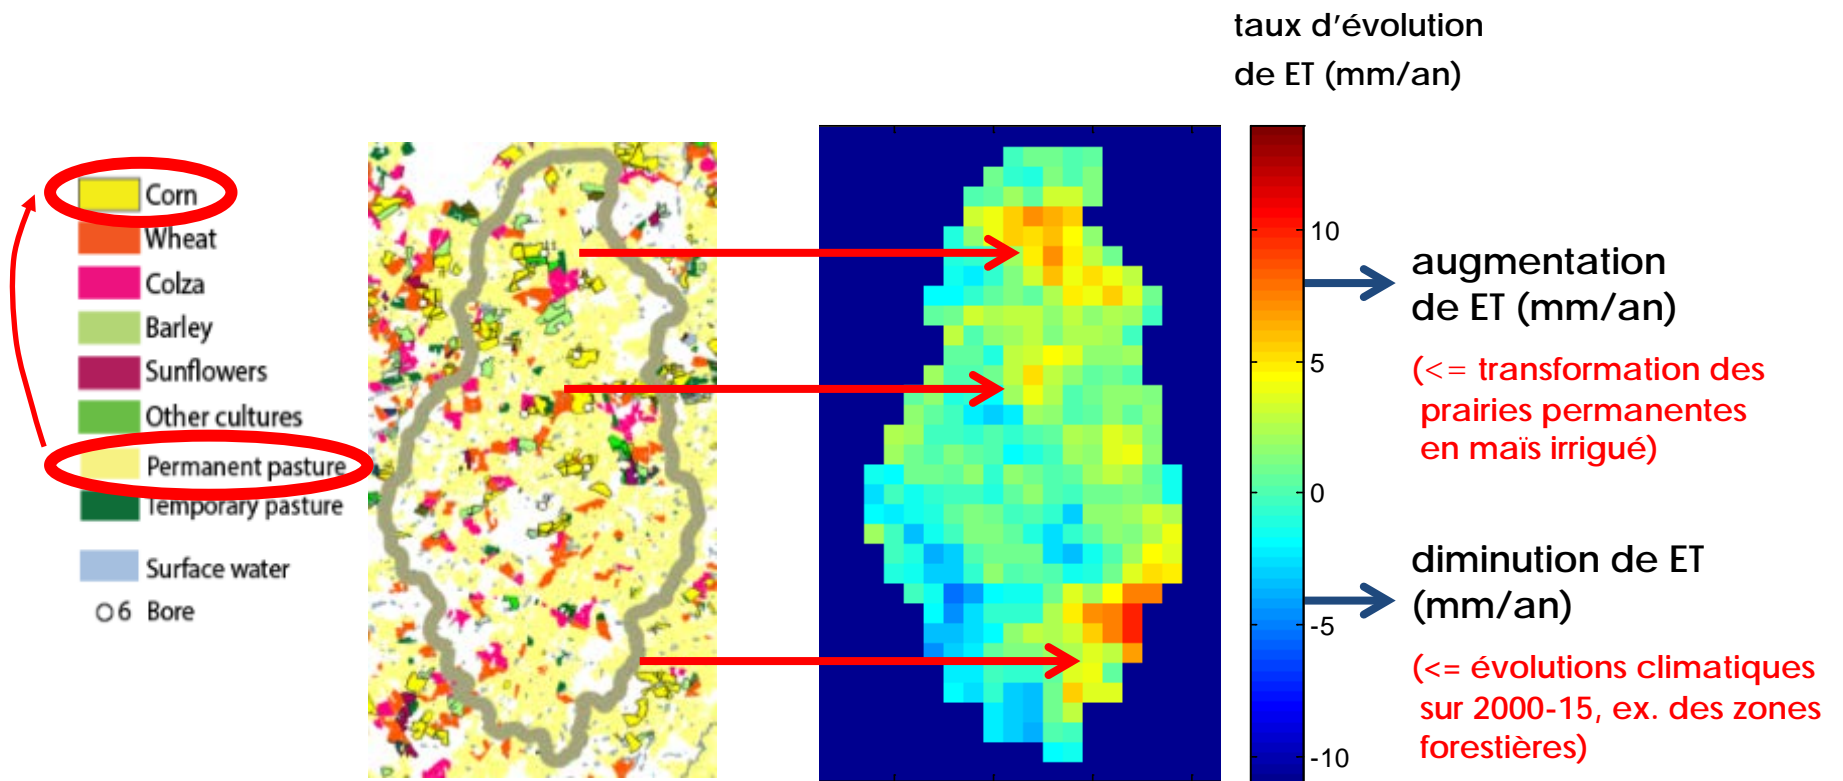 taux d'évolution
de ET (mm/an)
Corn
Wheat
Colza
Barley
Sunflowers
Other cultures
Permanent pasture
Temporary pasture
Surface water
6 Bore
10
5
0
-5
-10
augmentation
de ET (mm/an)
(<= transformation des
prairies permanentes
en maïs irrigué)
diminution de ET
(mm/an)
(<= évolutions climatiques
sur 2000-15, ex. des zones
forestières)